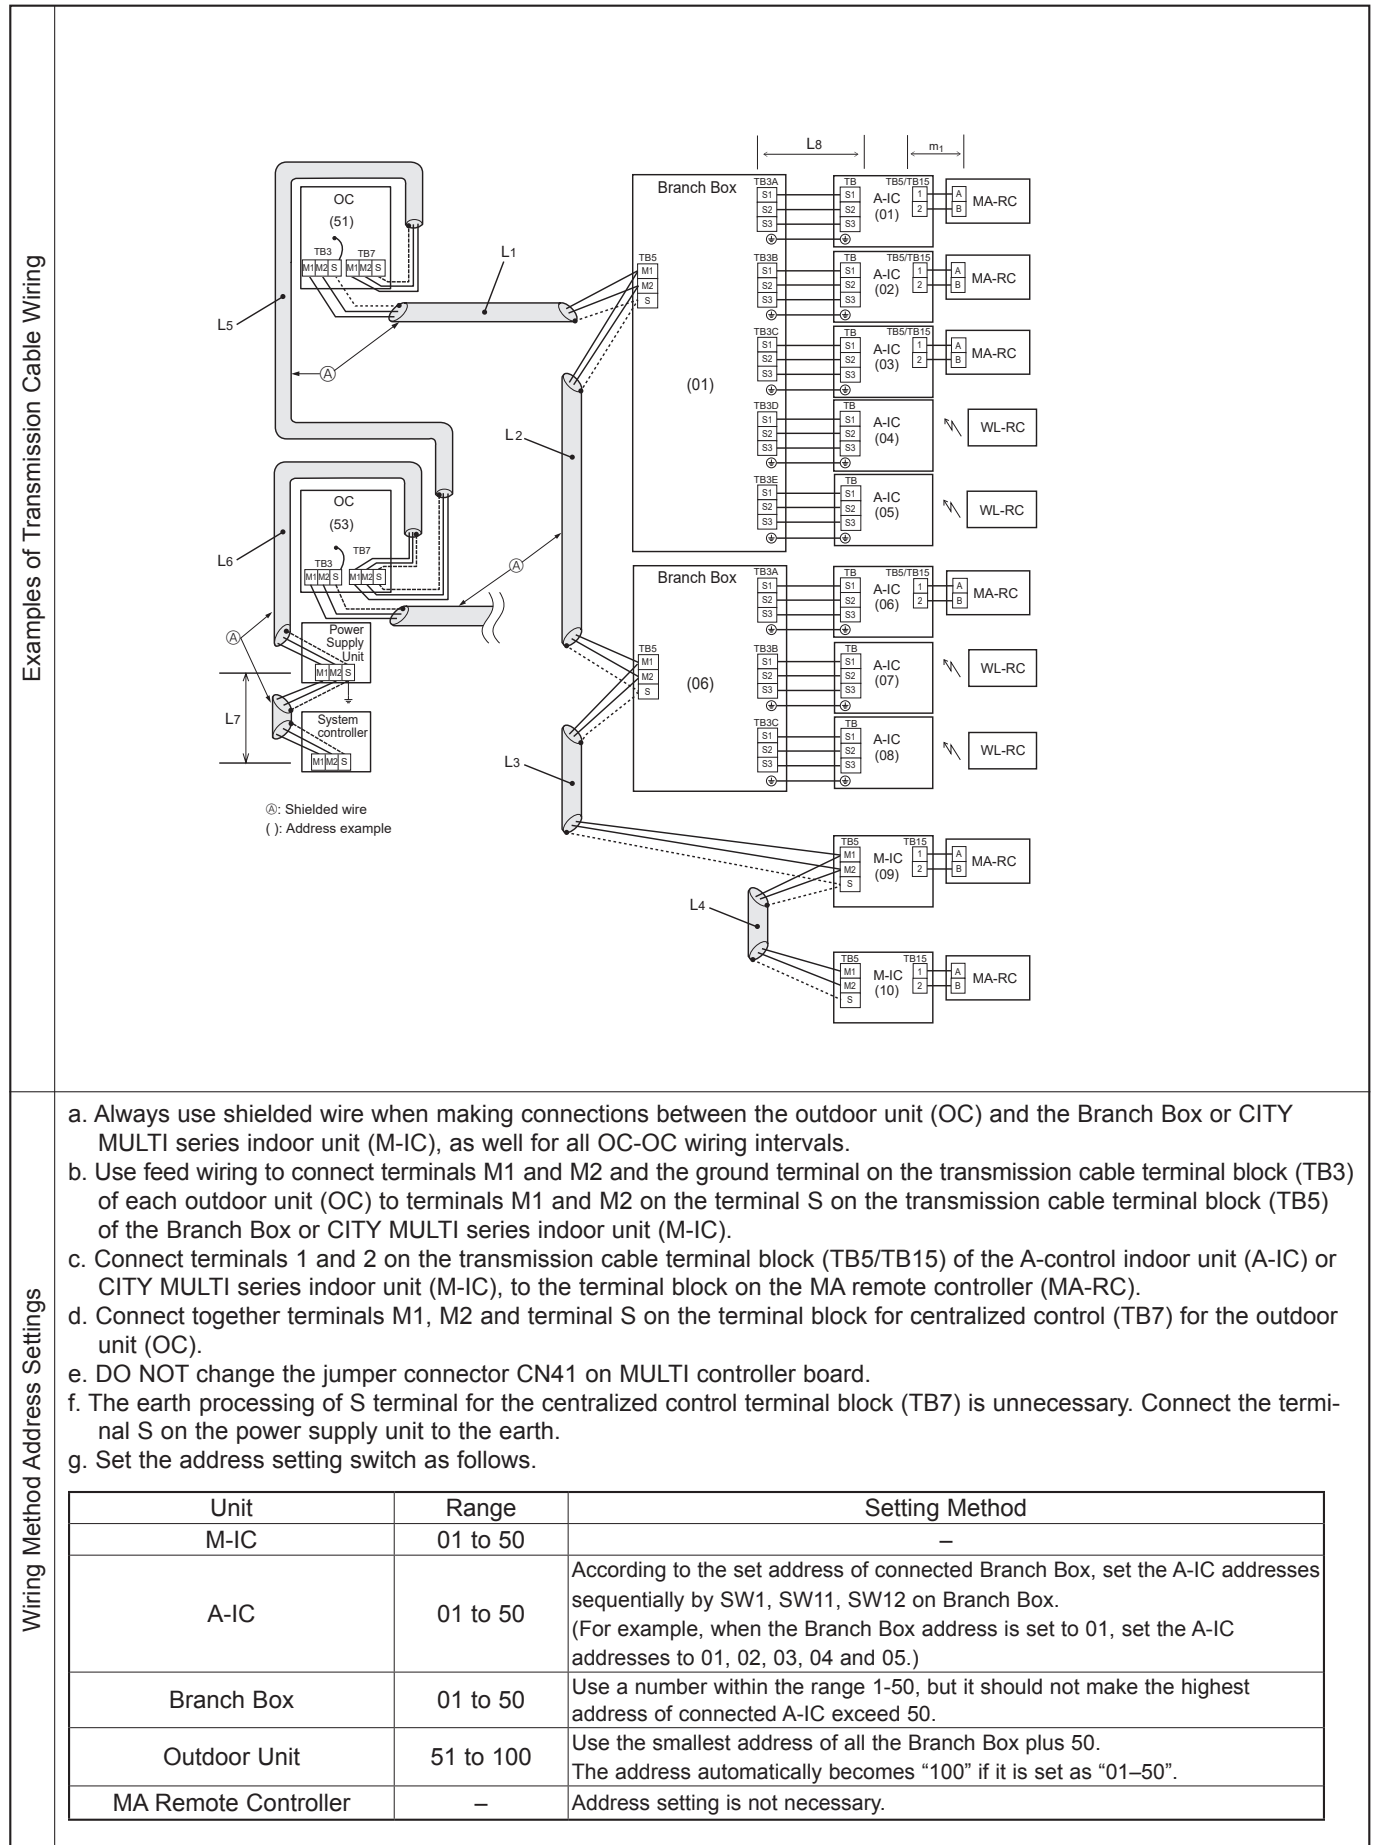 Examples of Transmission Cable Wiring
L8
m1
OC
(51)
TB3
TB7
M1 M2 S
M1 M2 S
L5
Ⓐ
L1
L2
OC
(53)
TB3
TB7
M1 M2 S
M1 M2 S
L6
Ⓐ
Ⓐ
Power
Supply
Unit
M1 M2 S
L7
System
controller
M1 M2 S
L3
L4
Ⓐ: Shielded wire
( ): Address example
Branch Box
(01)
TB5
M1
M2
S
TB3A
S1
S2
S3
TB
S1
S2
S3
A-IC
(01)
TB5/TB15
1
2
A
B
MA-RC
TB3B
S1
S2
S3
TB
S1
S2
S3
A-IC
(02)
TB5/TB15
1
2
A
B
MA-RC
TB3C
S1
S2
S3
TB
S1
S2
S3
A-IC
(03)
TB5/TB15
1
2
A
B
MA-RC
TB3D
S1
S2
S3
TB
S1
S2
S3
A-IC
(04)
WL-RC
TB3E
S1
S2
S3
TB
S1
S2
S3
A-IC
(05)
WL-RC
Branch Box
(06)
TB5
M1
M2
S
TB3A
S1
S2
S3
TB
S1
S2
S3
A-IC
(06)
TB5/TB15
1
2
A
B
MA-RC
TB3B
S1
S2
S3
TB
S1
S2
S3
A-IC
(07)
WL-RC
TB3C
S1
S2
S3
TB
S1
S2
S3
A-IC
(08)
WL-RC
TB5
M1
M2
S
M-IC
(09)
TB15
1
2
A
B
MA-RC
TB5
M1
M2
S
M-IC
(10)
TB15
1
2
A
B
MA-RC
Wiring Method Address Settings
a. Always use shielded wire when making connections between the outdoor unit (OC) and the Branch Box or CITY
MULTI series indoor unit (M-IC), as well for all OC-OC wiring intervals.
b. Use feed wiring to connect terminals M1 and M2 and the ground terminal on the transmission cable terminal block (TB3)
of each outdoor unit (OC) to terminals M1 and M2 on the terminal S on the transmission cable terminal block (TB5)
of the Branch Box or CITY MULTI series indoor unit (M-IC).
c. Connect terminals 1 and 2 on the transmission cable terminal block (TB5/TB15) of the A-control indoor unit (A-IC) or
CITY MULTI series indoor unit (M-IC), to the terminal block on the MA remote controller (MA-RC).
d. Connect together terminals M1, M2 and terminal S on the terminal block for centralized control (TB7) for the outdoor
unit (OC).
e. DO NOT change the jumper connector CN41 on MULTI controller board.
f. The earth processing of S terminal for the centralized control terminal block (TB7) is unnecessary. Connect the termi-
nal S on the power supply unit to the earth.
g. Set the address setting switch as follows.
Unit Range Setting Method
M-IC 01 to 50 –
A-IC 01 to 50 According to the set address of connected Branch Box, set the A-IC addresses
sequentially by SW1, SW11, SW12 on Branch Box.
(For example, when the Branch Box address is set to 01, set the A-IC
addresses to 01, 02, 03, 04 and 05.)
Branch Box 01 to 50 Use a number within the range 1-50, but it should not make the highest
address of connected A-IC exceed 50.
Outdoor Unit 51 to 100 Use the smallest address of all the Branch Box plus 50.
The address automatically becomes “100” if it is set as “01–50”.
MA Remote Controller – Address setting is not necessary.